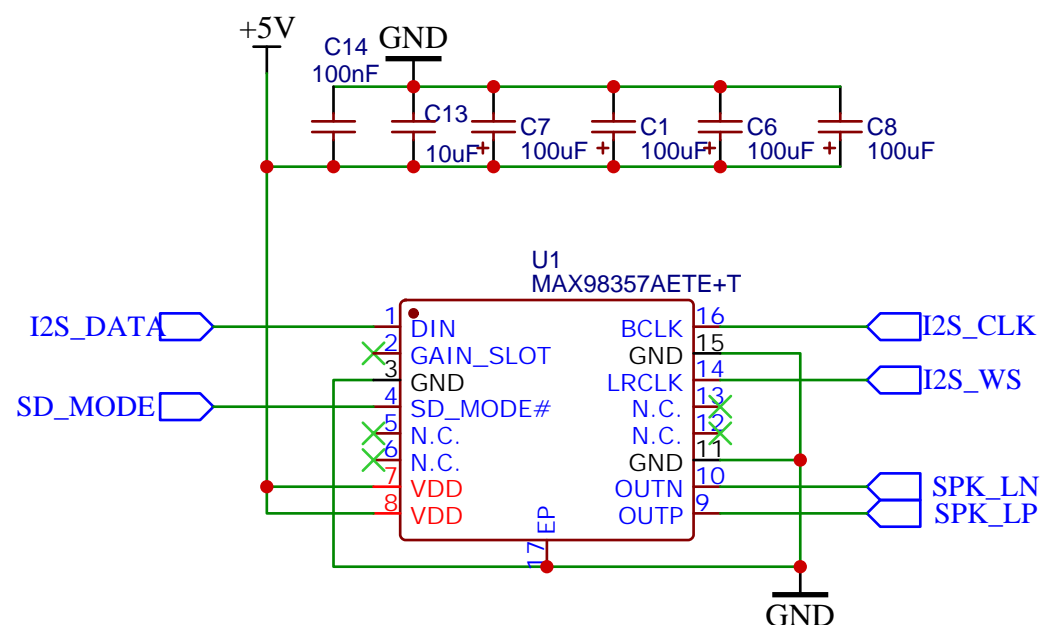 +5V
GND
C14
100nF
C13
10uF
+
C7
100uF
+
C1
100uF
+
C6
100uF
+
C8
100uF
U1
MAX98357AETE+T
I2S_DATA
1
DIN
2
GAIN_SLOT
3
GND
SD_MODE
4
SD_MODE#
5
N.C.
6
N.C.
7
VDD
8
VDD
17
EP
BCLK
16
I2S_CLK
GND
15
LRCLK
14
I2S_WS
N.C.
13
N.C.
12
GND
11
OUTN
10
SPK_LN
OUTP
9
SPK_LP
GND